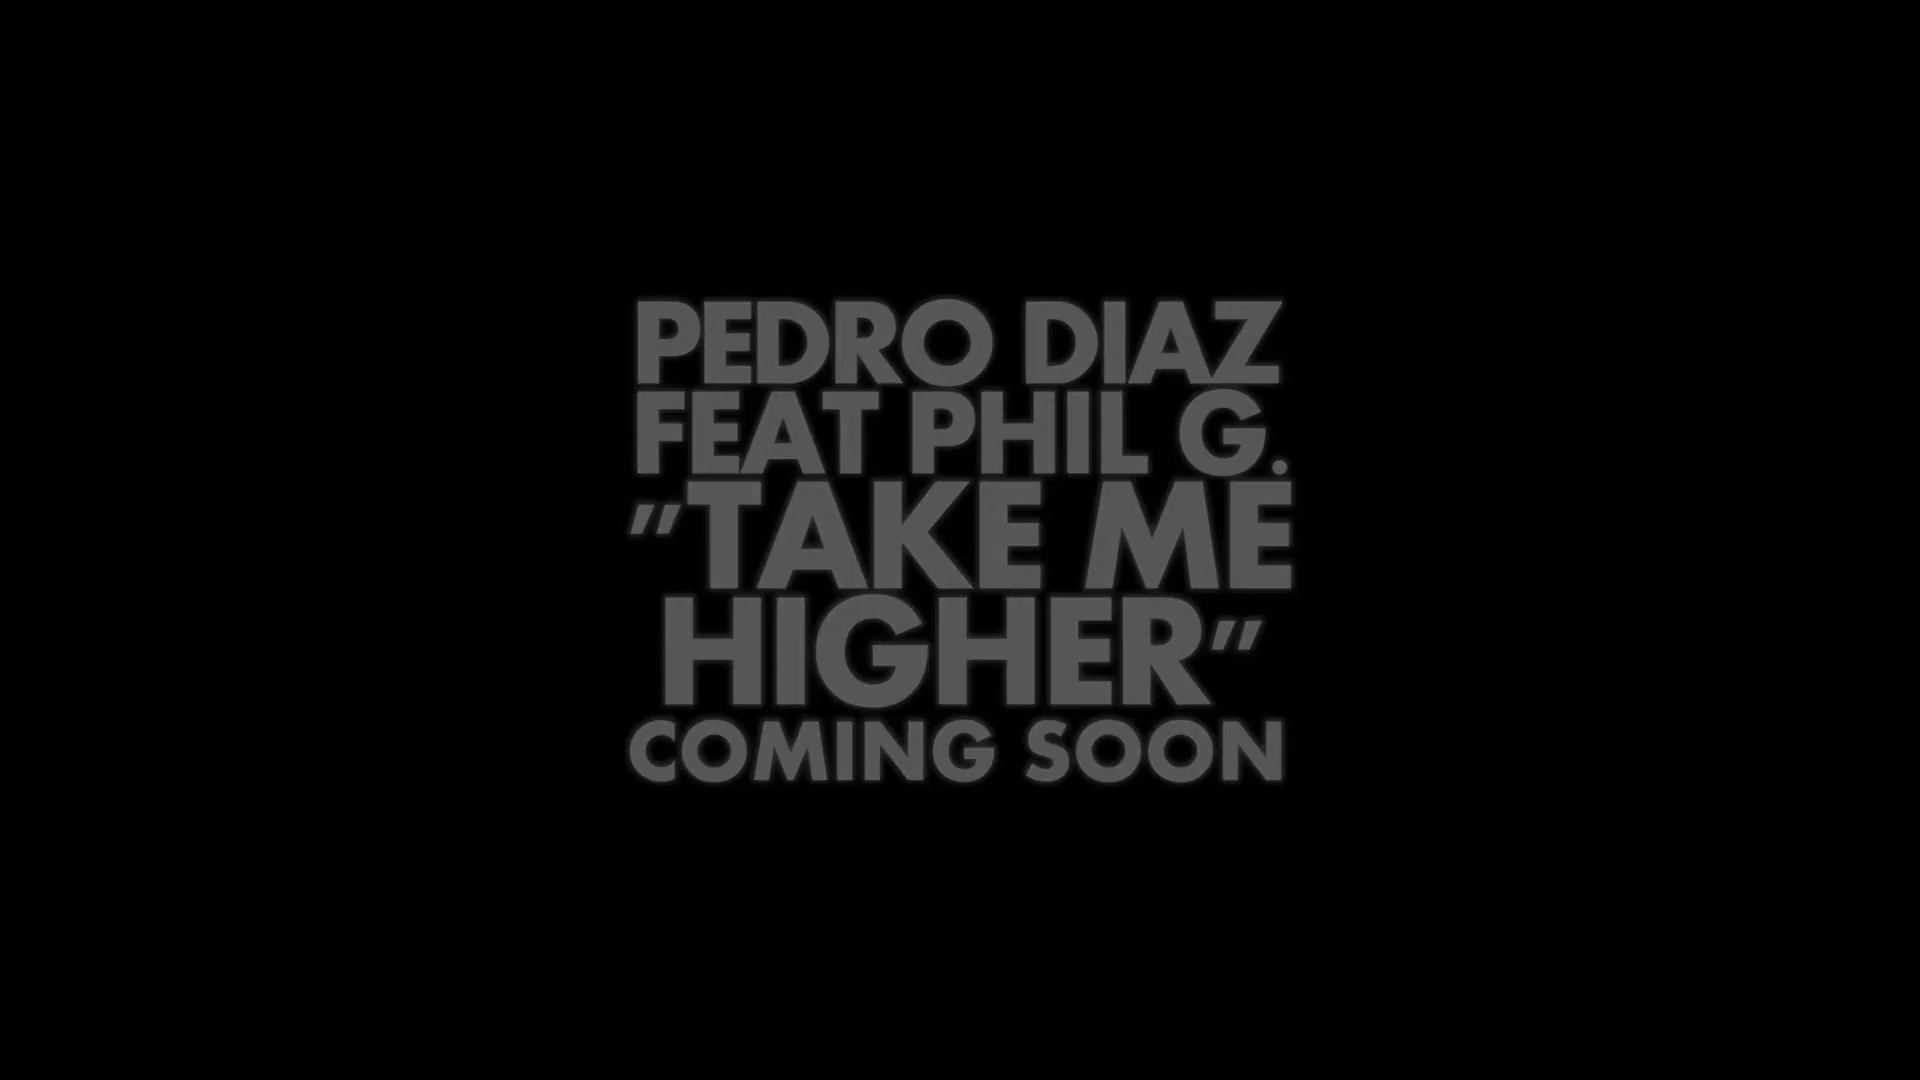 PEDRO DIAZ
FEAT PHIL G.
"TAKE ME
HIGHER"
COMING SOON